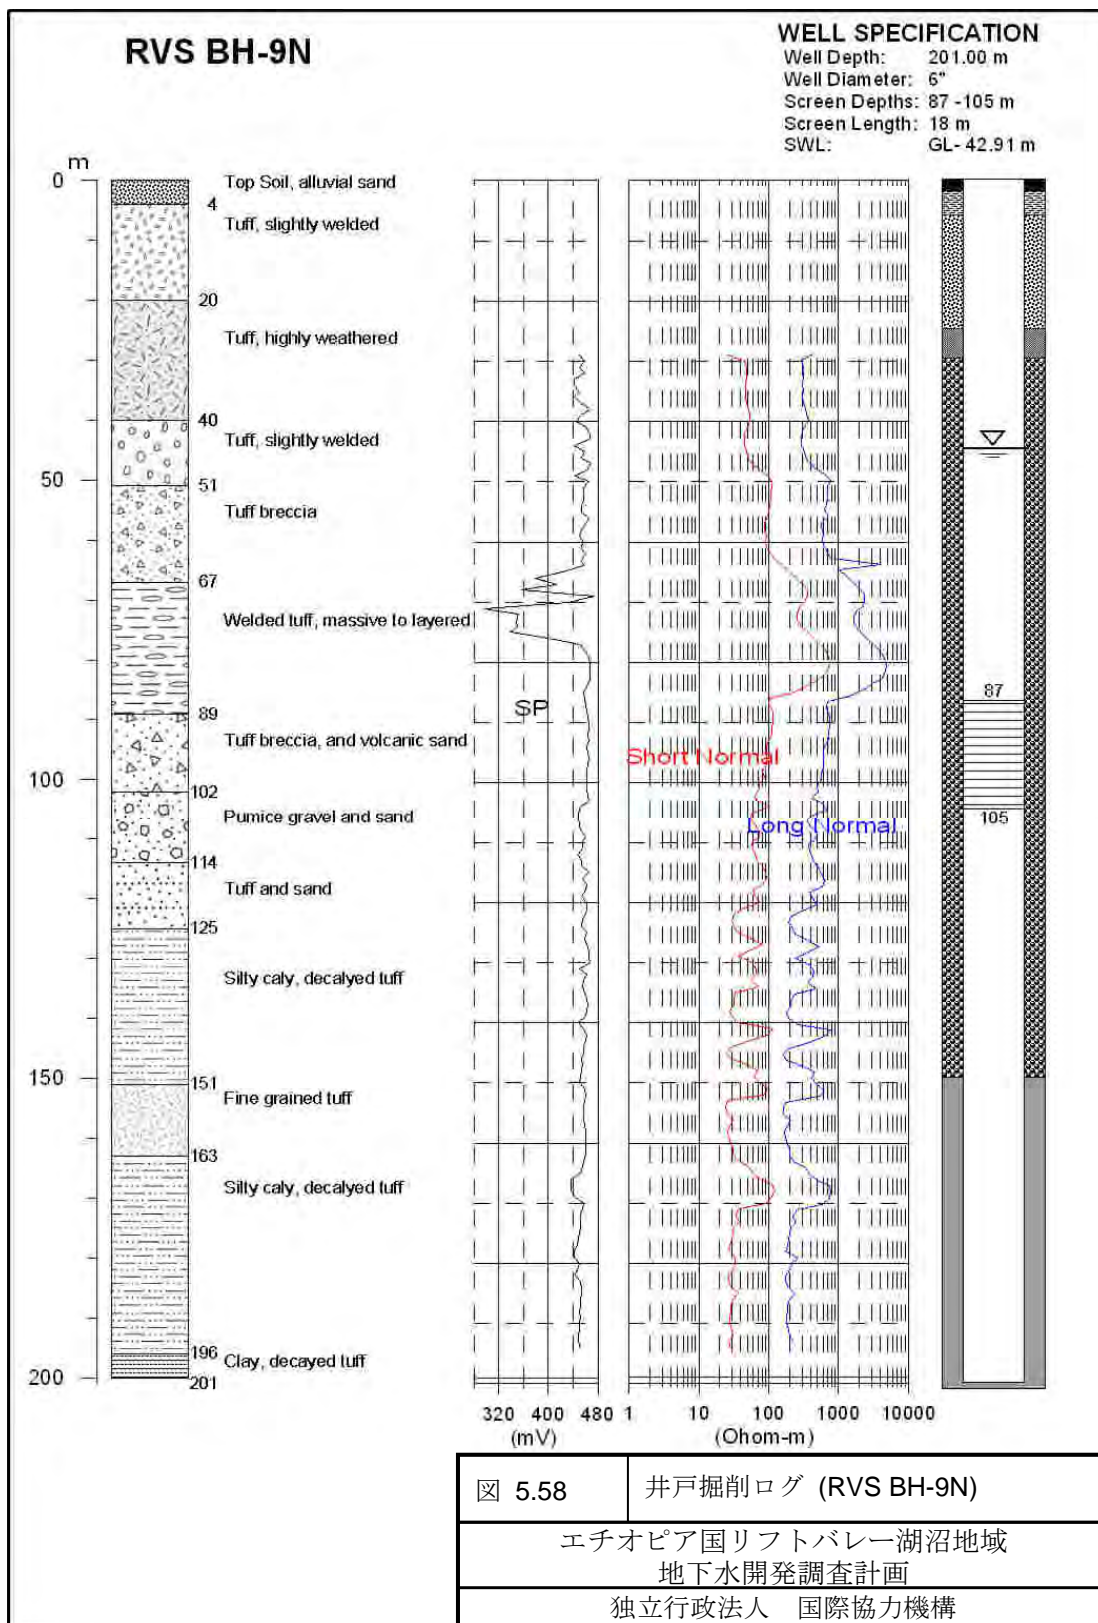 RVS BH-9N
WELL SPECIFICATION
Well Depth: 201.00 m
Well Diameter: 6"
Screen Depths: 87 -105 m
Screen Length: 18 m
SWL: GL- 42.91 m
m
0
Top Soil, alluvial sand
4
Tuff, slightly welded
20
Tuff, highly weathered
40
Tuff, slightly welded
50
51
Tuff breccia
67
Welded tuff, massive to layered
87
SP
89
Tuff breccia, and volcanic sand
Short Normal
100
102
Pumice gravel and sand
105
Long Normal
114
Tuff and sand
125
Silty caly, decalyed tuff
150
151
Fine grained tuff
163
Silty caly, decalyed tuff
196
Clay, decayed tuff
200
201
320 400 480 1 10 100 1000 10000
(mV) (Ohom-m)
図 5.58 井戸掘削ログ (RVS BH-9N)
エチオピア国リフトバレー湖沼地域
地下水開発調査計画
独立行政法人 国際協力機構